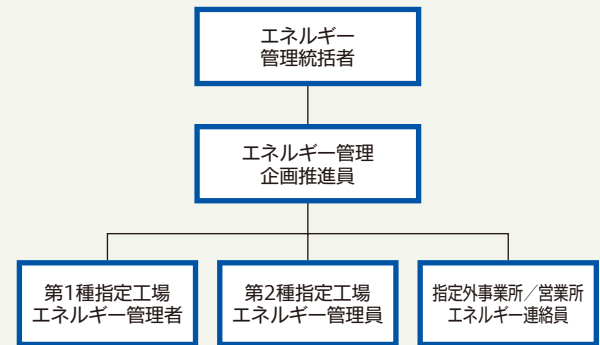 エネルギー
管理統括者
エネルギー管理
企画推進員
第1種指定工場
エネルギー管理者
第2種指定工場
エネルギー管理員
指定外事業所／営業所
エネルギー連絡員